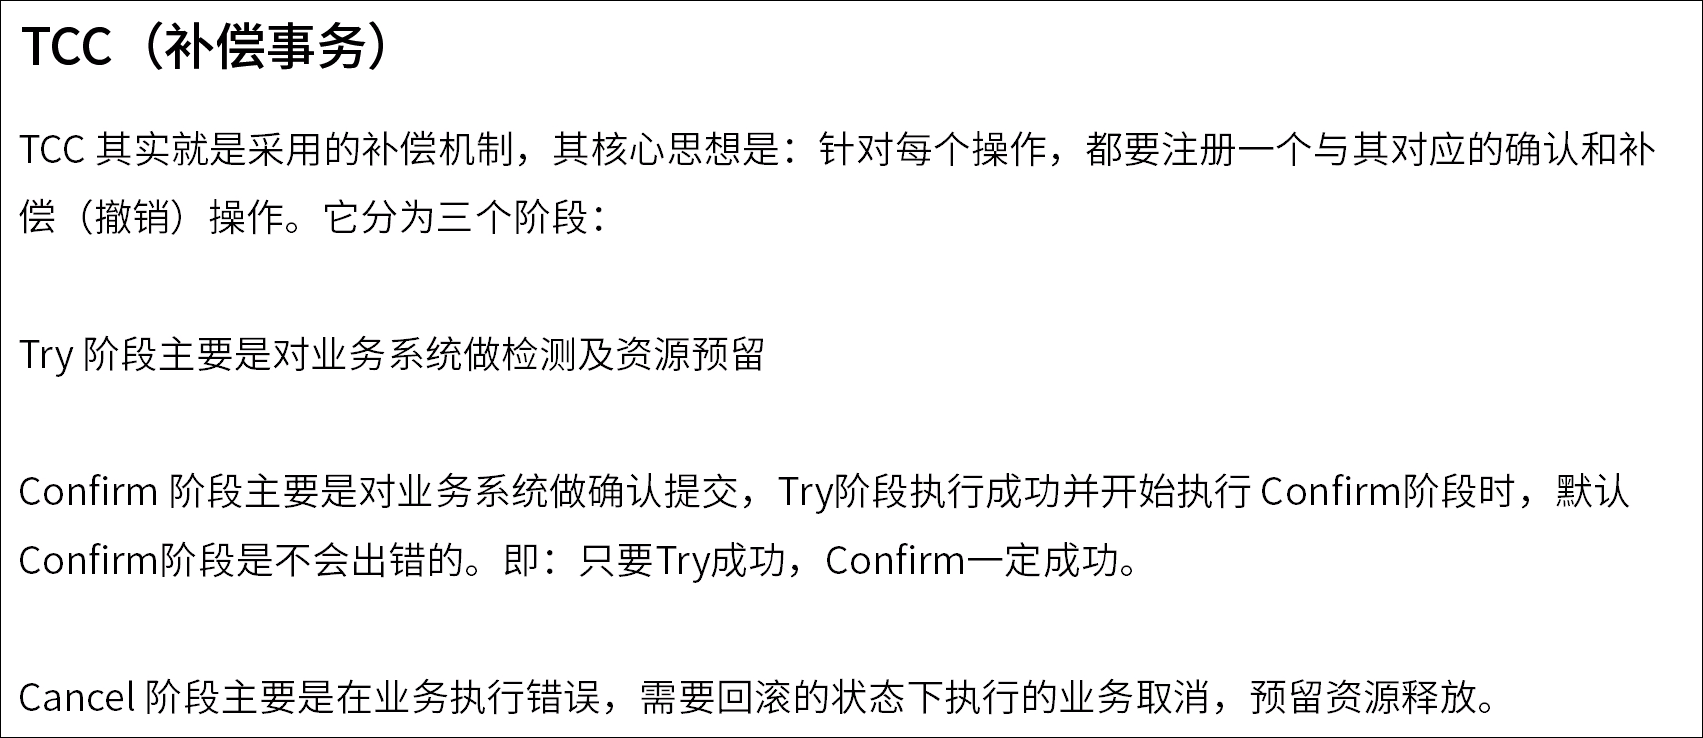 TCC（补偿事务）
TCC 其实就是采用的补偿机制，其核心思想是：针对每个操作，都要注册一个与其对应的确认和补
偿（撤销）操作。它分为三个阶段：
Try 阶段主要是对业务系统做检测及资源预留
Confirm 阶段主要是对业务系统做确认提交，Try阶段执行成功并开始执行 Confirm阶段时，默认
Confirm阶段是不会出错的。即：只要Try成功，Confirm一定成功。
Cancel 阶段主要是在业务执行错误，需要回滚的状态下执行的业务取消，预留资源释放。